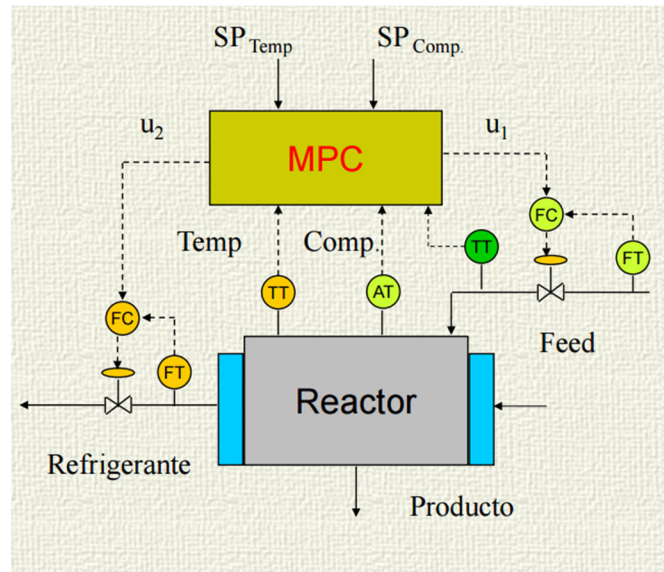 SP Temp
SP Comp.
u2
u1
MPC
FC
Temp
Comp.
TT
FT
TT
AT
FC
Feed
FT
Reactor
Refrigerante
Producto